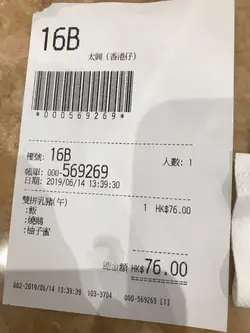 16B
太興 (香港仔)
*000569269*
檯號: 16B 人數: 1
帳單: 000-569269
日期: 2019/06/14 13:39:30
雙拼乳豬(午) 1 HK$76.00
:飯
:燒鵝
:柚子蜜
總金額 HK$76.00
002-2019/06/14 13:39:39 103-3704 000-569269 [1]